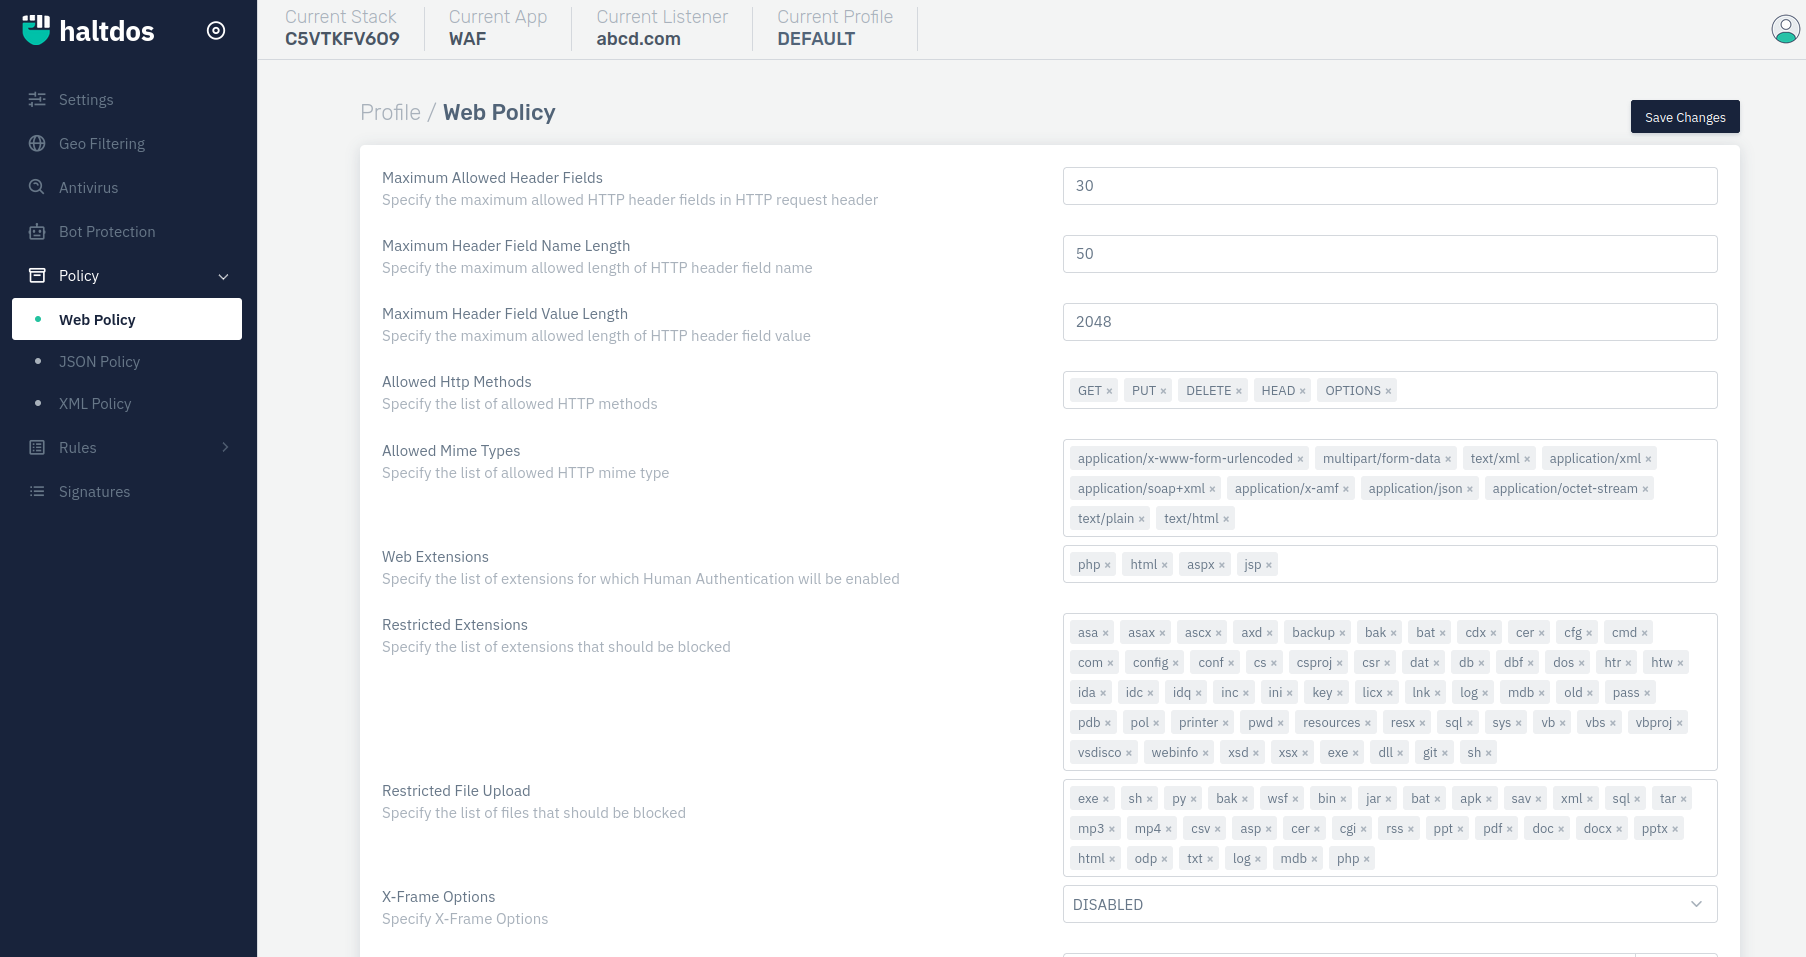 haltdos
Current Stack
C5VTKFV6O9
Current App
WAF
Current Listener
abcd.com
Current Profile
DEFAULT
Settings
Geo Filtering
Antivirus
Bot Protection
Policy
Web Policy
JSON Policy
XML Policy
Rules
Signatures
Profile / Web Policy
Save Changes
Maximum Allowed Header Fields
Specify the maximum allowed HTTP header fields in HTTP request header
30
Maximum Header Field Name Length
Specify the maximum allowed length of HTTP header field name
50
Maximum Header Field Value Length
Specify the maximum allowed length of HTTP header field value
2048
Allowed Http Methods
Specify the list of allowed HTTP methods
GET × PUT × DELETE × HEAD × OPTIONS ×
Allowed Mime Types
Specify the list of allowed HTTP mime type
application/x-www-form-urlencoded × multipart/form-data × text/xml × application/xml ×
application/soap+xml × application/x-amf × application/json × application/octet-stream ×
text/plain × text/html ×
Web Extensions
Specify the list of extensions for which Human Authentication will be enabled
php × html × aspx × jsp ×
Restricted Extensions
Specify the list of extensions that should be blocked
asa × asax × ascx × axd × backup × bak × bat × cdx × cer × cfg × cmd ×
com × config × conf × cs × csproj × csr × dat × db × dbf × dos × htr × htw ×
ida × idc × idq × inc × ini × key × licx × lnk × log × mdb × old × pass ×
pdb × pol × printer × pwd × resources × resx × sql × sys × vb × vbs × vbproj ×
vsdisco × webinfo × xsd × xsx × exe × dll × git × sh ×
Restricted File Upload
Specify the list of files that should be blocked
exe × sh × py × bak × wsf × bin × jar × bat × apk × sav × xml × sql × tar ×
mp3 × mp4 × csv × asp × cer × cgi × rss × ppt × pdf × doc × docx × pptx ×
html × odp × txt × log × mdb × php ×
X-Frame Options
Specify X-Frame Options
DISABLED